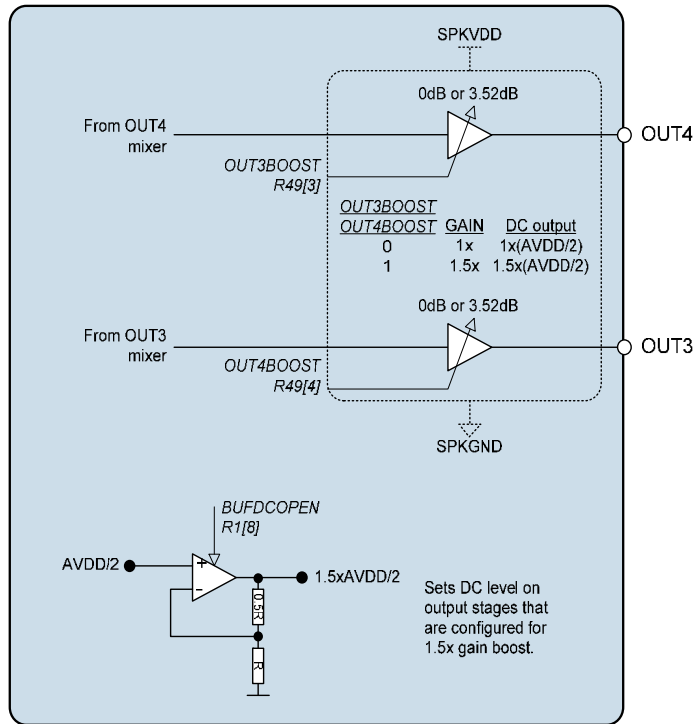 SPKVDD
0dB or 3.52dB
From OUT4
mixer
OUT4
OUT3BOOST
R49[3]
OUT3BOOST
OUT4BOOST GAIN DC output
0 1x 1x(AVDD/2)
1 1.5x 1.5x(AVDD/2)
0dB or 3.52dB
From OUT3
mixer
OUT3
OUT4BOOST
R49[4]
SPKGND
BUFDCOPEN
R1[8]
AVDD/2
+
-
1.5xAVDD/2
0.5R
R
Sets DC level on
output stages that
are configured for
1.5x gain boost.